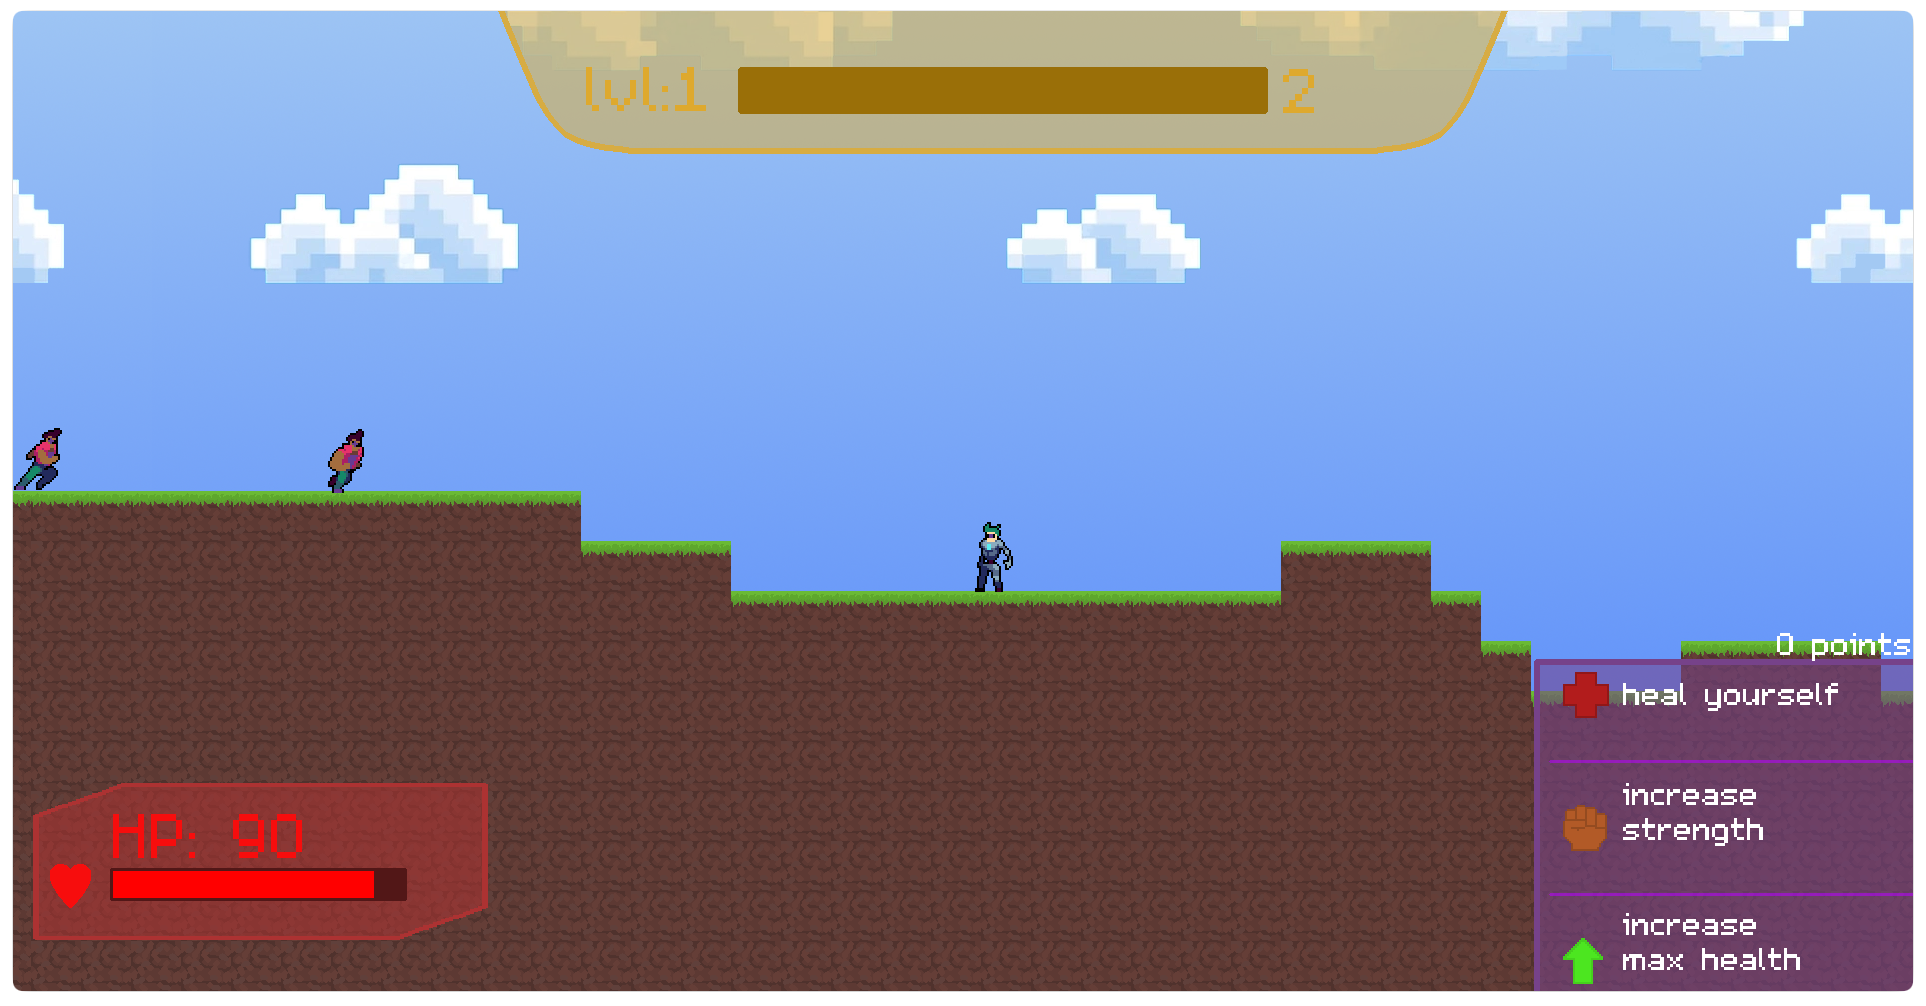 lvl:1 2
0 points
heal yourself
increase
strength
increase
max health
HP: 90